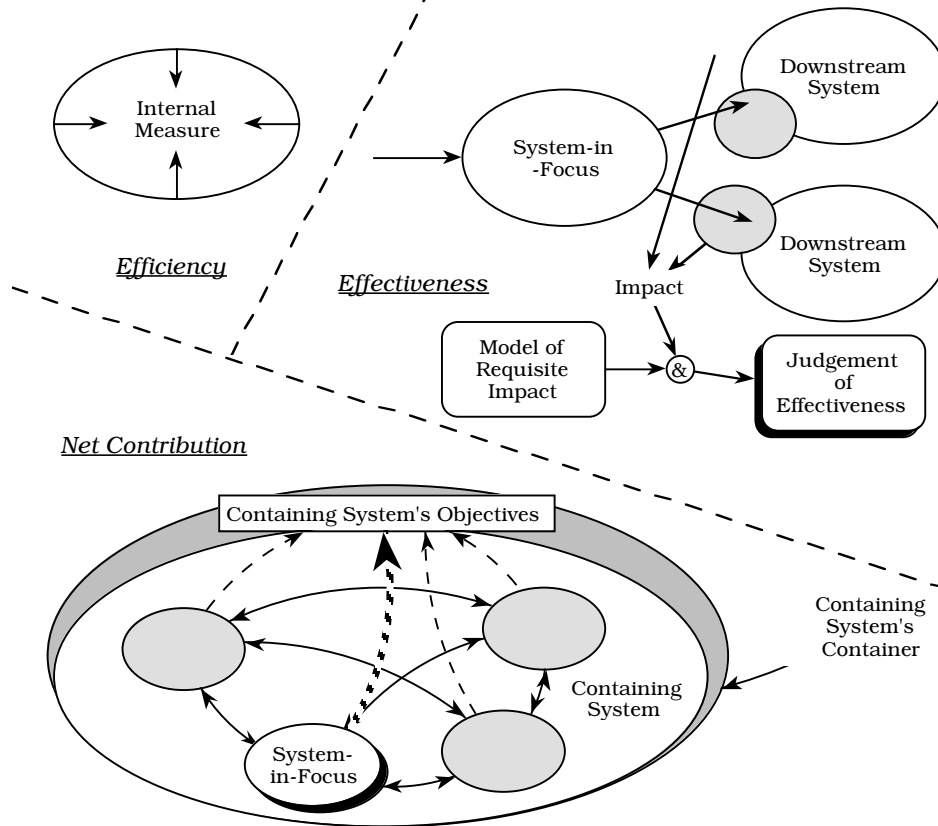 Internal
Measure
Efficiency
System-in
-Focus
Downstream
System
Downstream
System
Effectiveness
Impact
Model of
Requisite
Impact
&
Judgement
of
Effectiveness
Net Contribution
Containing System's Objectives
Containing
System's
Container
Containing
System
System-
in-Focus